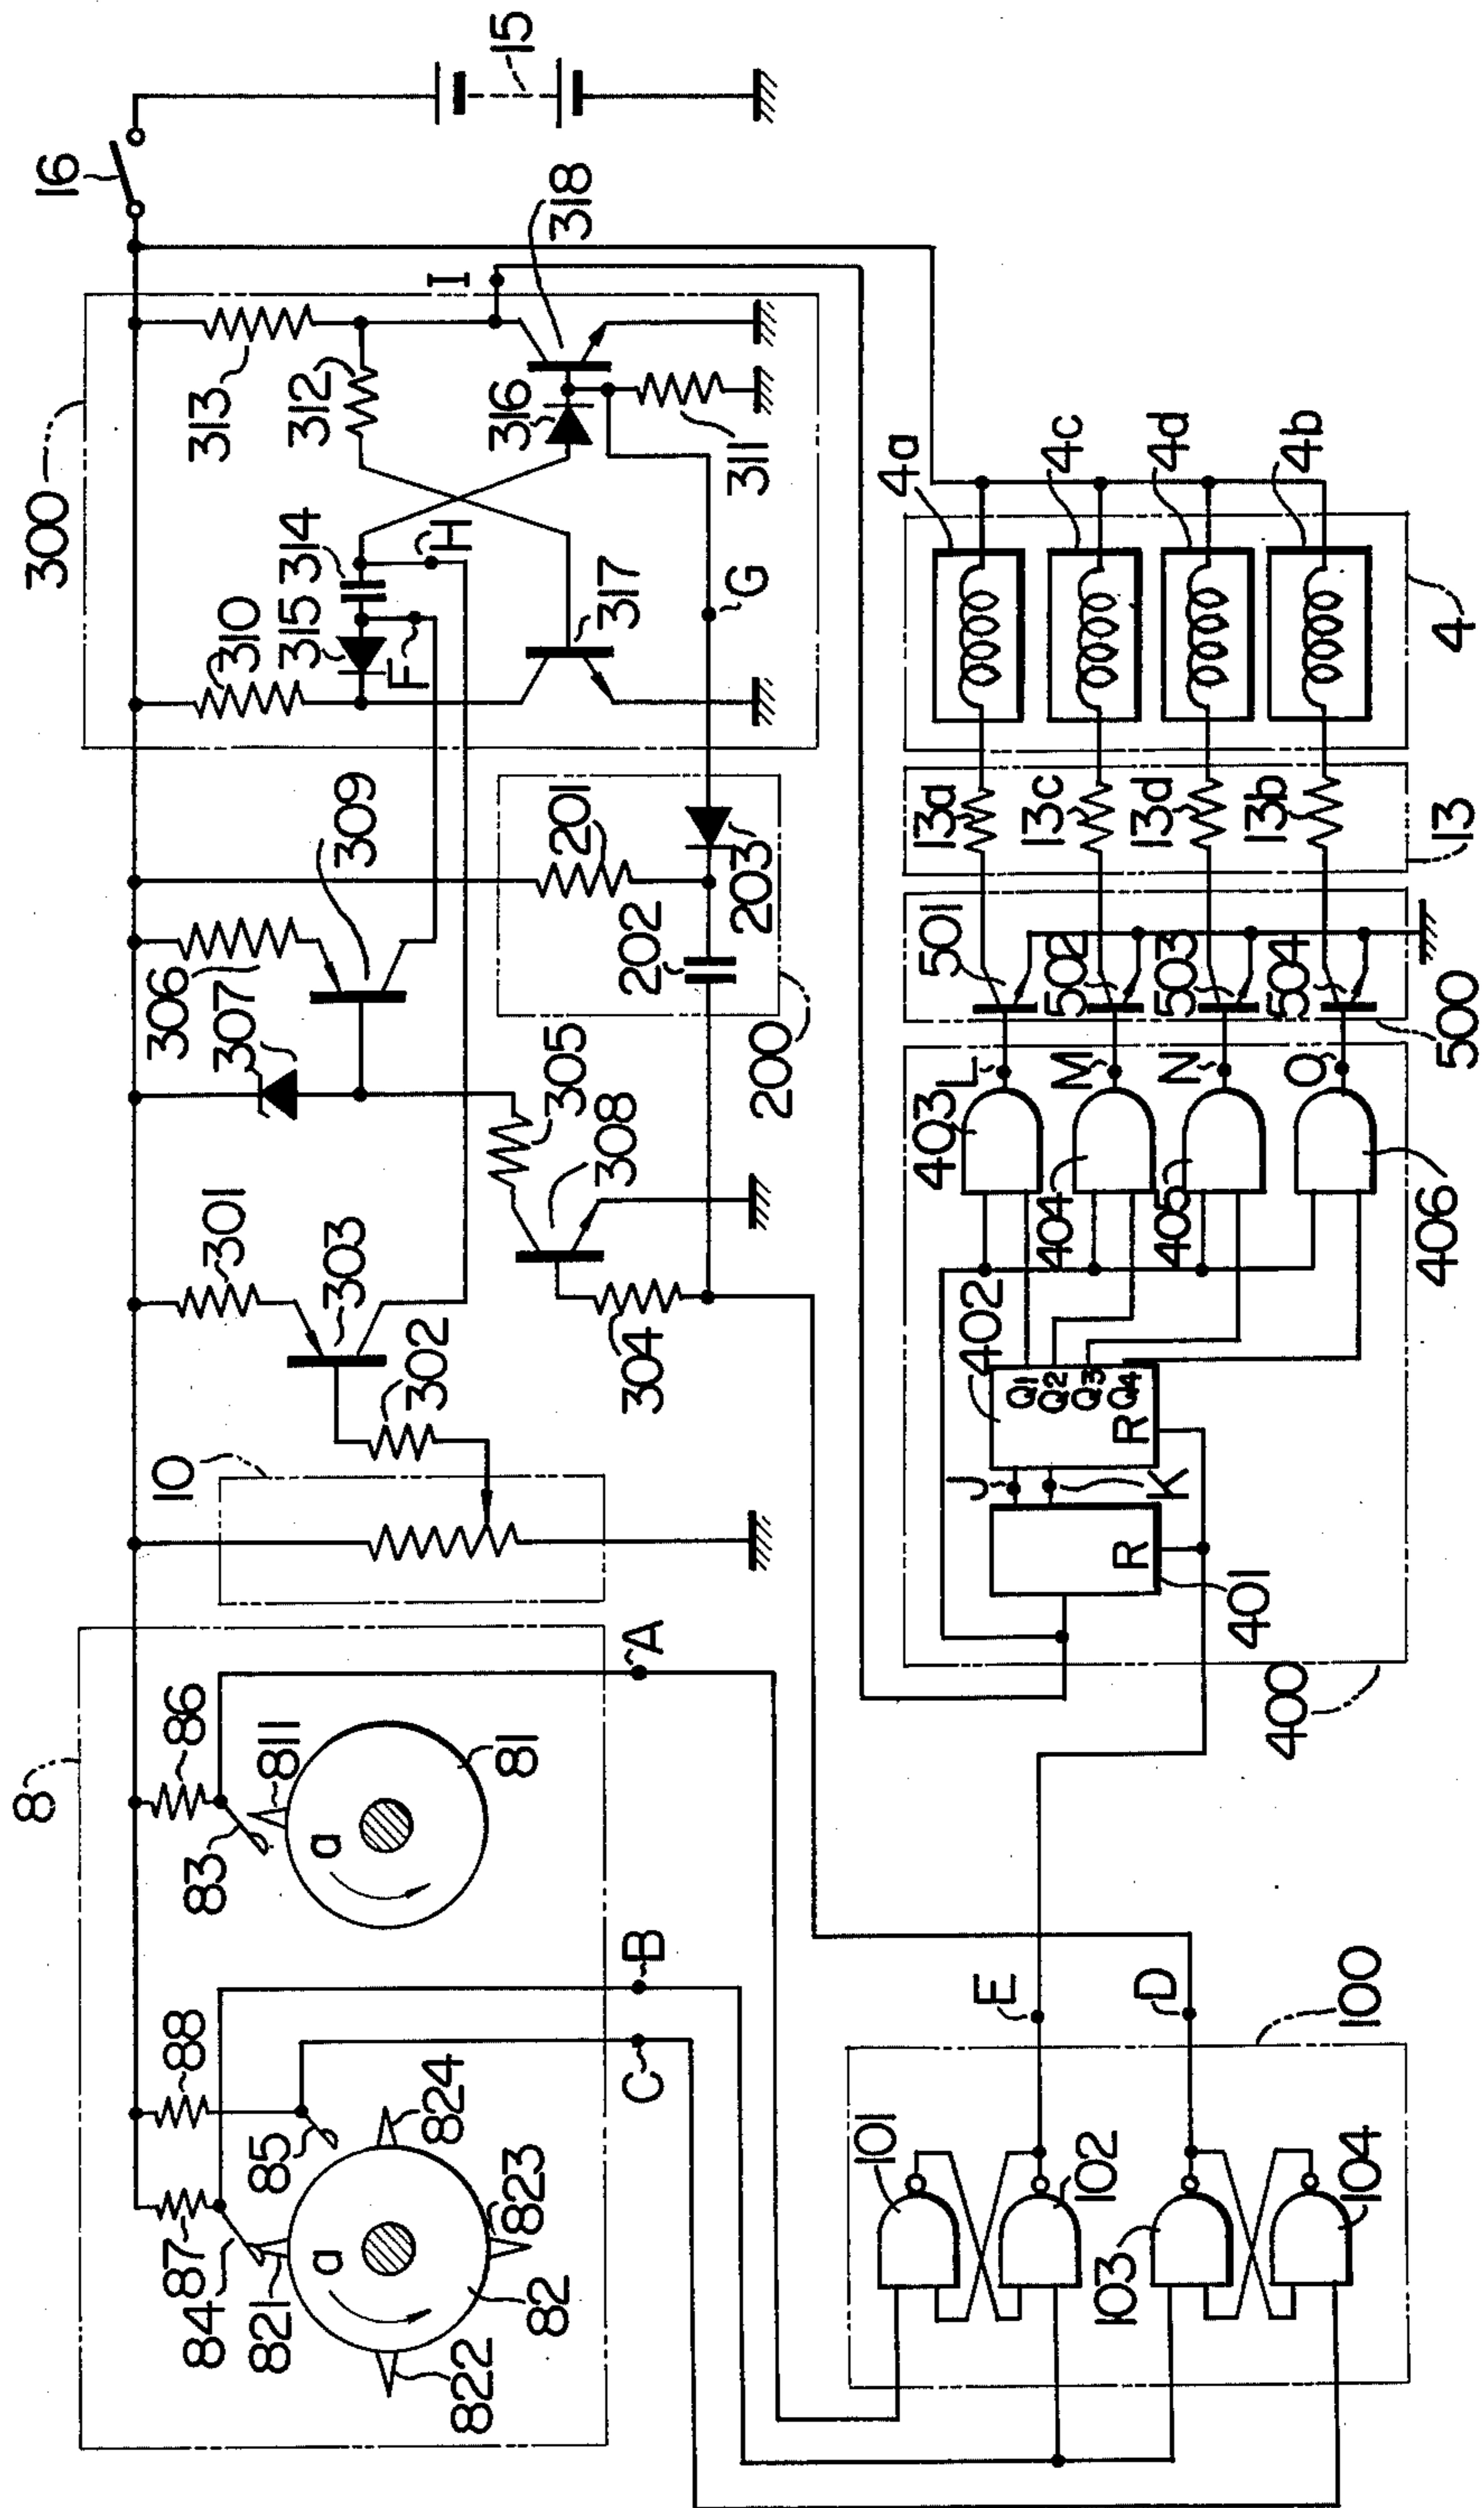 8
83
86
811
81
a
84
87
88
821
85
822
82
823
824
a
A
B
C
10
301
302
303
304
305
306
307
308
309
201
202
203
200
300
310
315
314
F
H
313
312
316
317
311
318
G
I
16
15
100
101
102
103
104
E
D
400
401
R
J
K
402
Q1
Q2
Q3
Q4
R
403
404
405
406
L
M
N
O
500
501
502
503
504
13
13a
13c
13d
13b
4
4a
4c
4d
4b